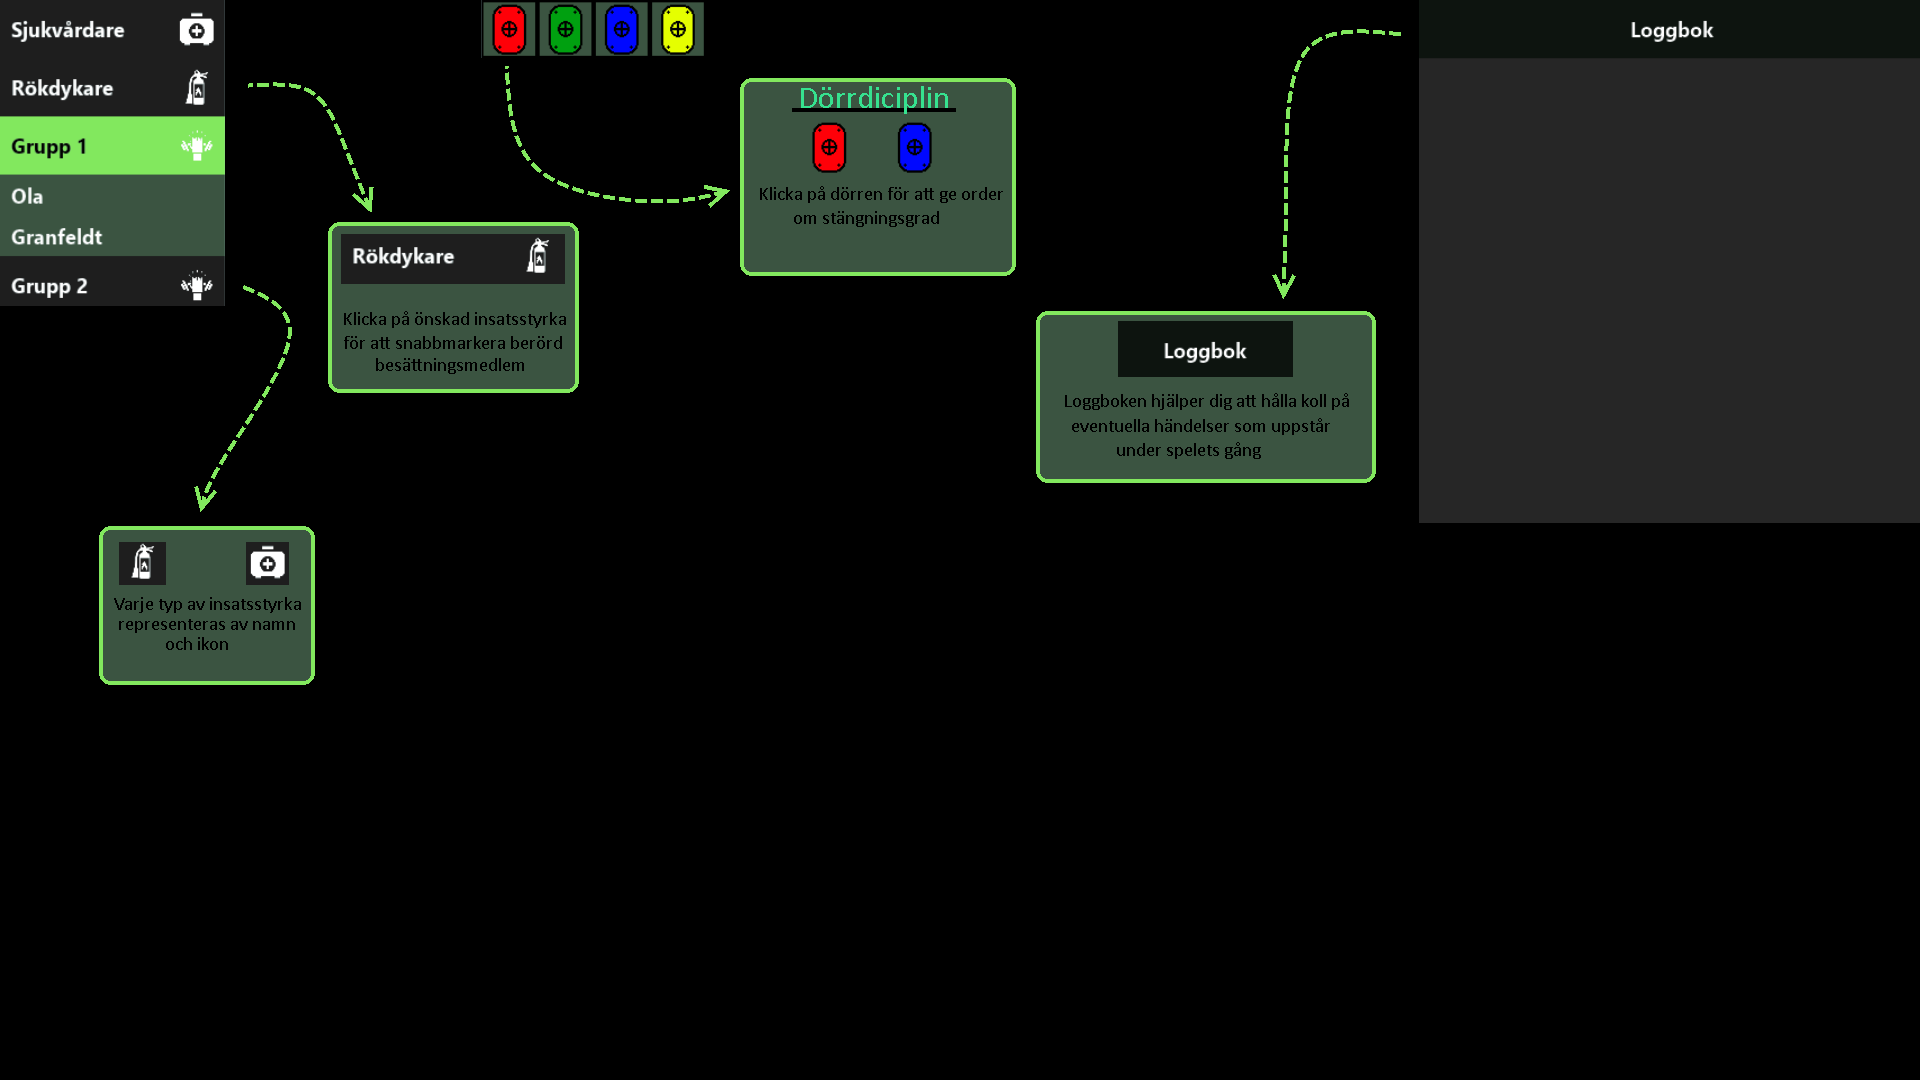 Sjukvårdare
Rökdykare
Grupp 1
Ola
Granfeldt
Grupp 2
Rökdykare
Klicka på önskad insatsstyrka
för att snabbmarkera berörd
besättningsmedlem
Varje typ av insatsstyrka
representeras av namn
och ikon
Dörrdiciplin
Klicka på dörren för att ge order
om stängningsgrad
Loggbok
Loggboken hjälper dig att hålla koll på
eventuella händelser som uppstår
under spelets gång
Loggbok